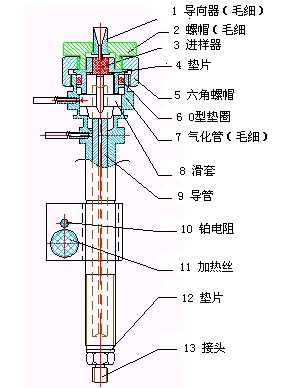 1 导向器(毛细)
2 螺帽(毛细
3 进样器
4 垫片
5 六角螺帽
6 O型垫圈
7 气化管(毛细)
8 滑套
9 导管
10 铂电阻
11 加热丝
12 垫片
13 接头